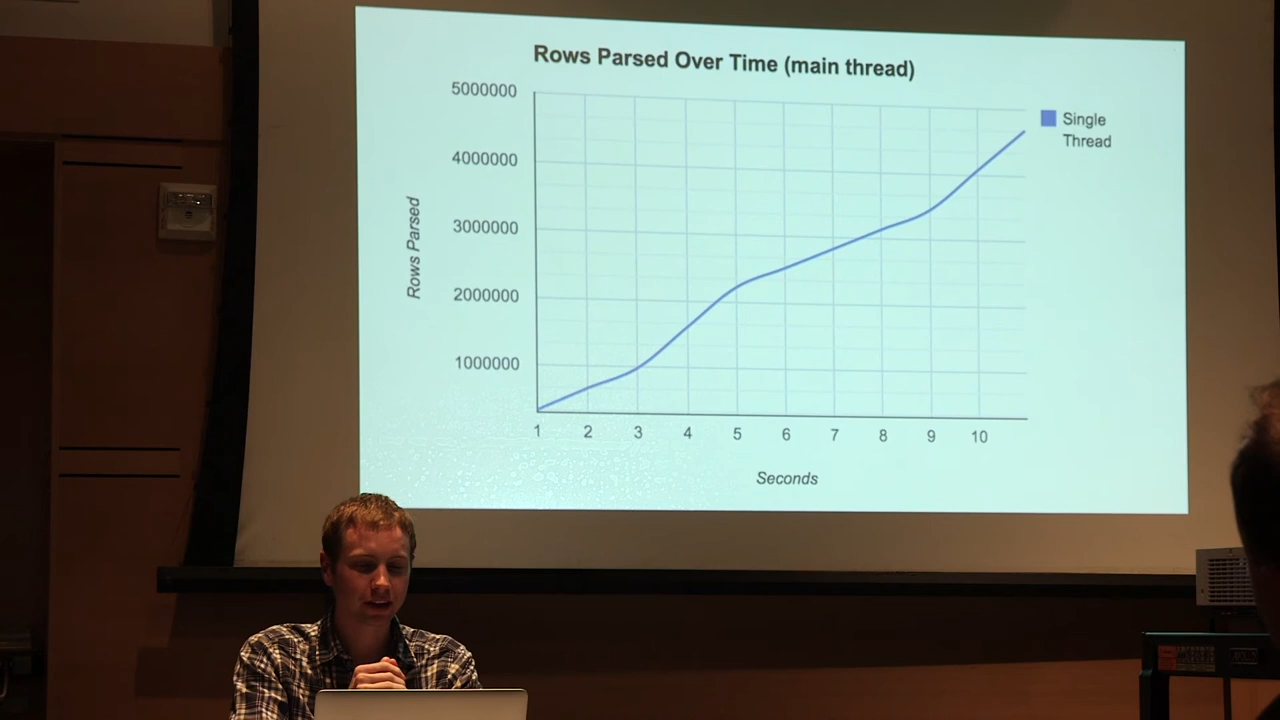 Rows Parsed Over Time (main thread)
5000000
4000000
3000000
2000000
1000000
Rows Parsed
1 2 3 4 5 6 7 8 9 10
Seconds
Single
Thread